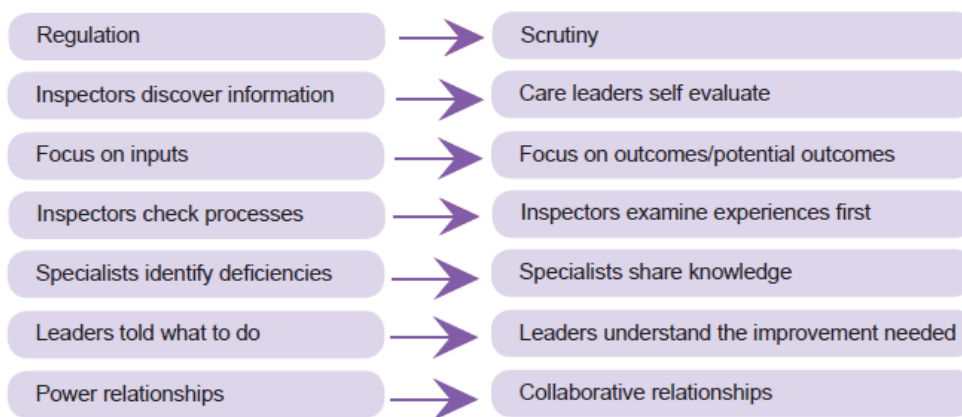 Regulation
Scrutiny
Inspectors discover information
Care leaders self evaluate
Focus on inputs
Focus on outcomes/potential outcomes
Inspectors check processes
Inspectors examine experiences first
Specialists identify deficiencies
Specialists share knowledge
Leaders told what to do
Leaders understand the improvement needed
Power relationships
Collaborative relationships